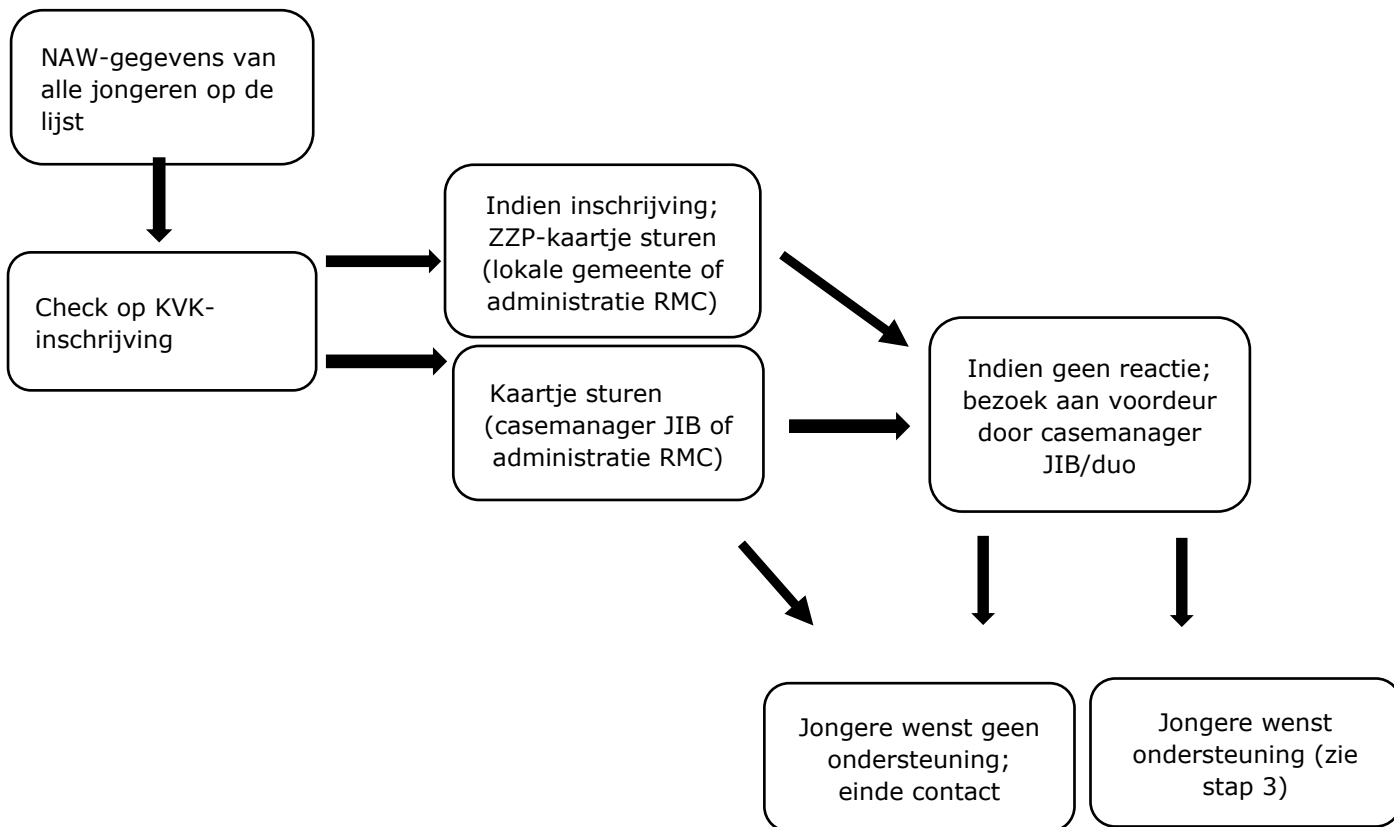 NAW-gegevens van
alle jongeren op de
lijst
Check op KVK-
inschrijving
Indien inschrijving;
ZZP-kaartje sturen
(lokale gemeente of
administratie RMC)
Kaartje sturen
(casemanager JIB of
administratie RMC)
Indien geen reactie;
bezoek aan voordeur
door casemanager
JIB/duo
Jongere wenst geen
ondersteuning;
einde contact
Jongere wenst
ondersteuning (zie
stap 3)